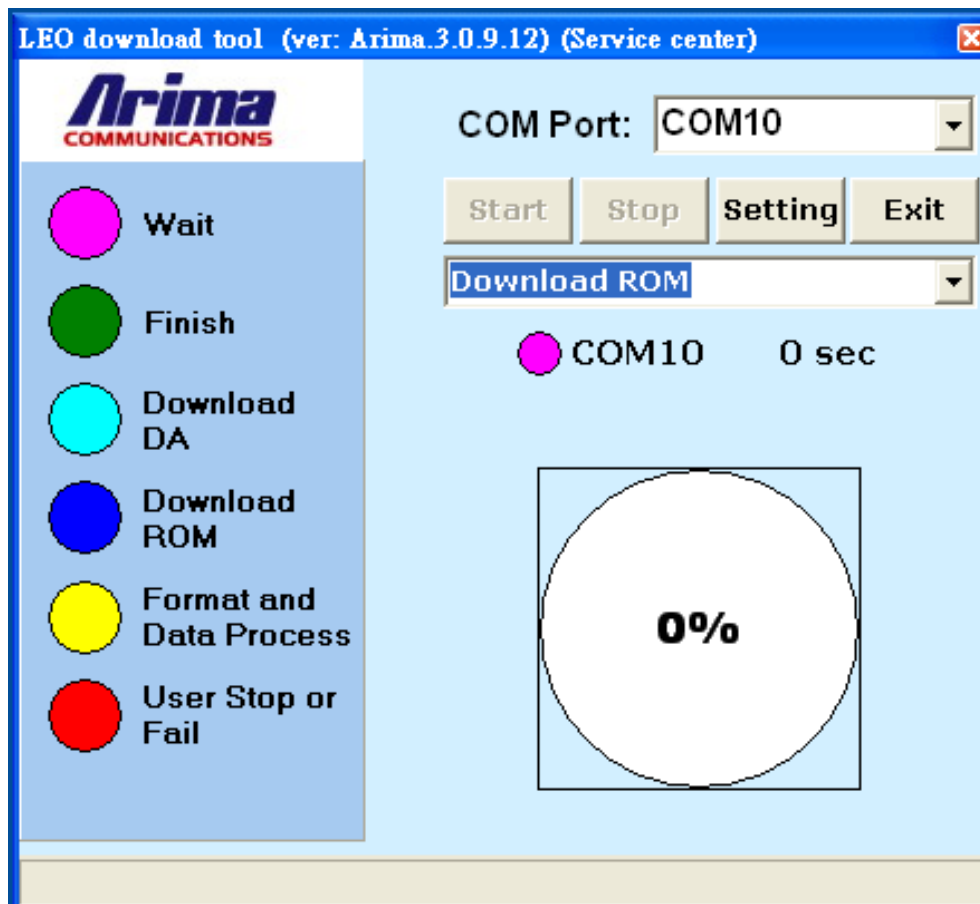 LEO download tool (ver: Arima.3.0.9.12) (Service center)
Arima
COMMUNICATIONS
COM Port: COM10
Start Stop Setting Exit
Download ROM
COM10 0 sec
0%
Wait
Finish
Download
DA
Download
ROM
Format and
Data Process
User Stop or
Fail